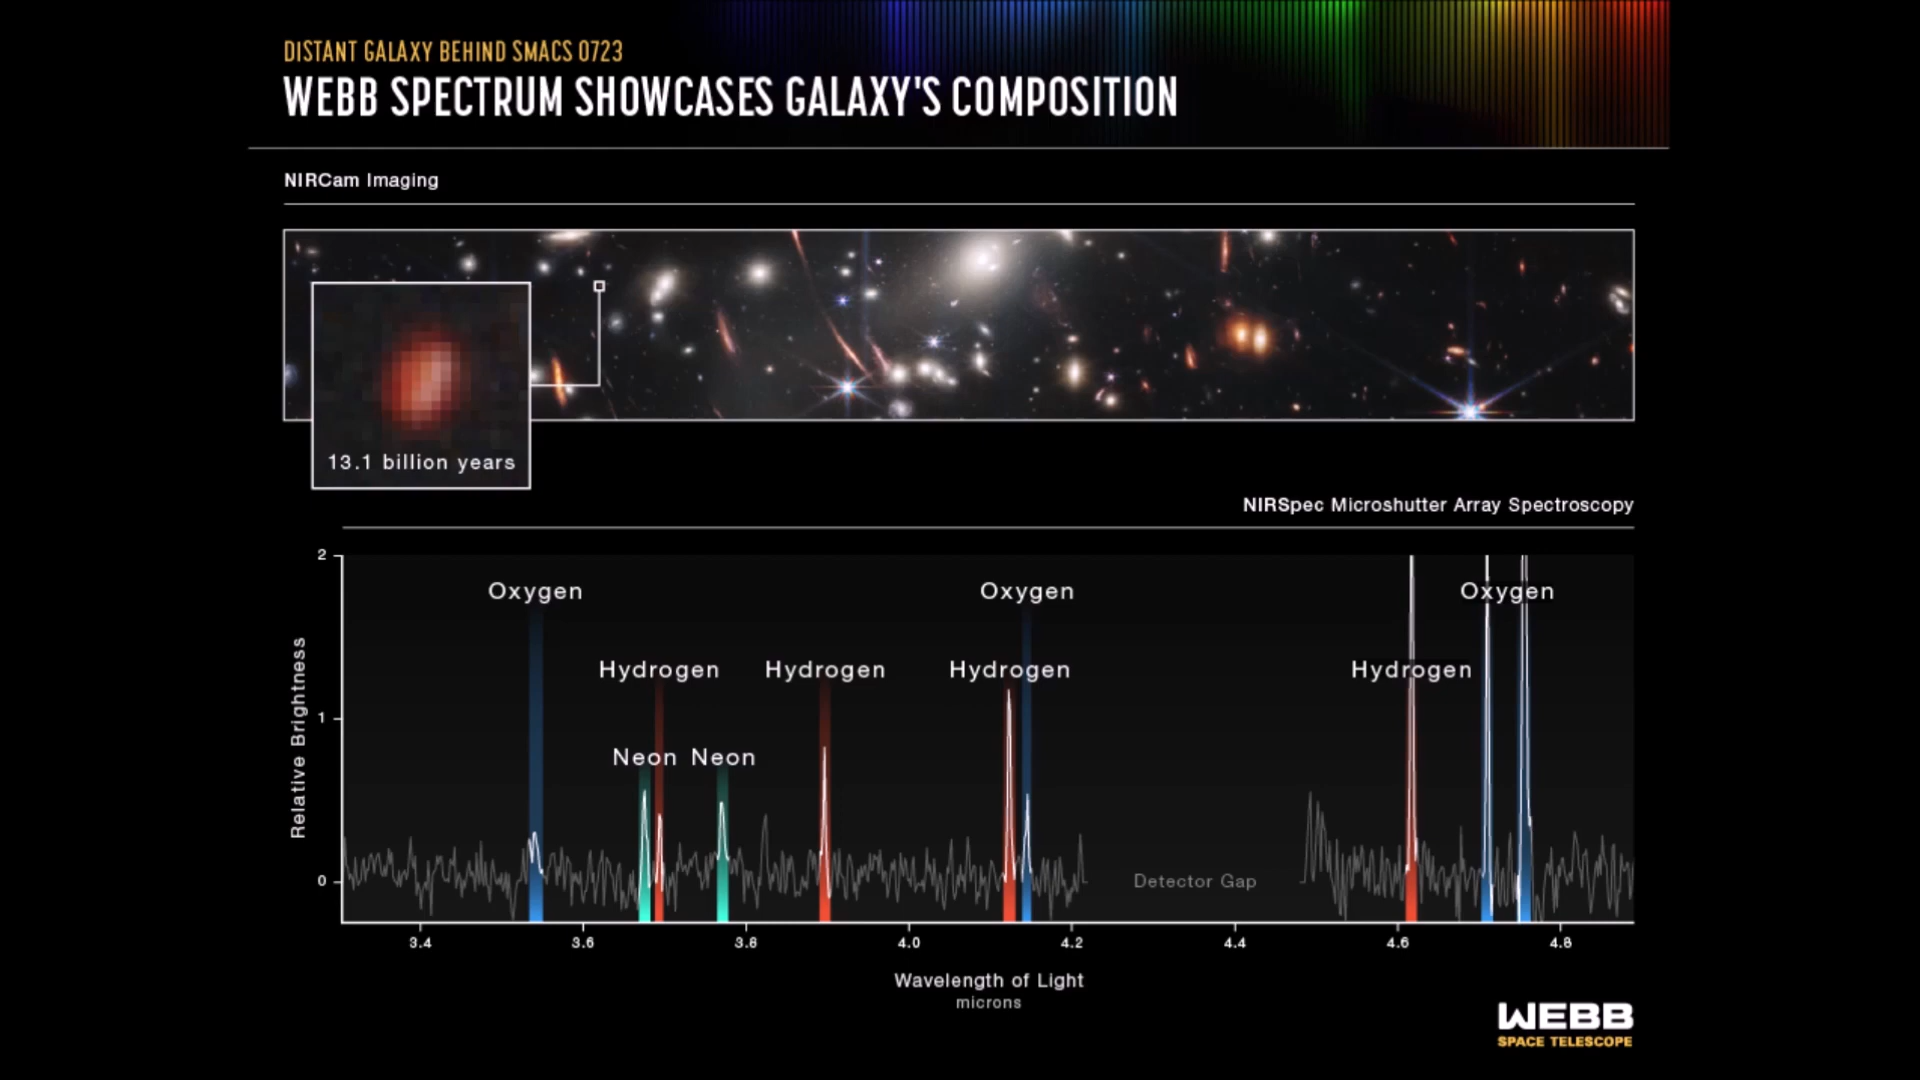 DISTANT GALAXY BEHIND SMACS 0723
WEBB SPECTRUM SHOWCASES GALAXY'S COMPOSITION
NIRCam Imaging
13.1 billion years
NIRSpec Microshutter Array Spectroscopy
2
Oxygen
Oxygen
Oxygen
Hydrogen
Hydrogen
Hydrogen
Hydrogen
Neon
Neon
Relative Brightness
1
0
Detector Gap
3.4
3.6
3.8
4.0
4.2
4.4
4.6
4.8
Wavelength of Light
microns
WEBB
SPACE TELESCOPE